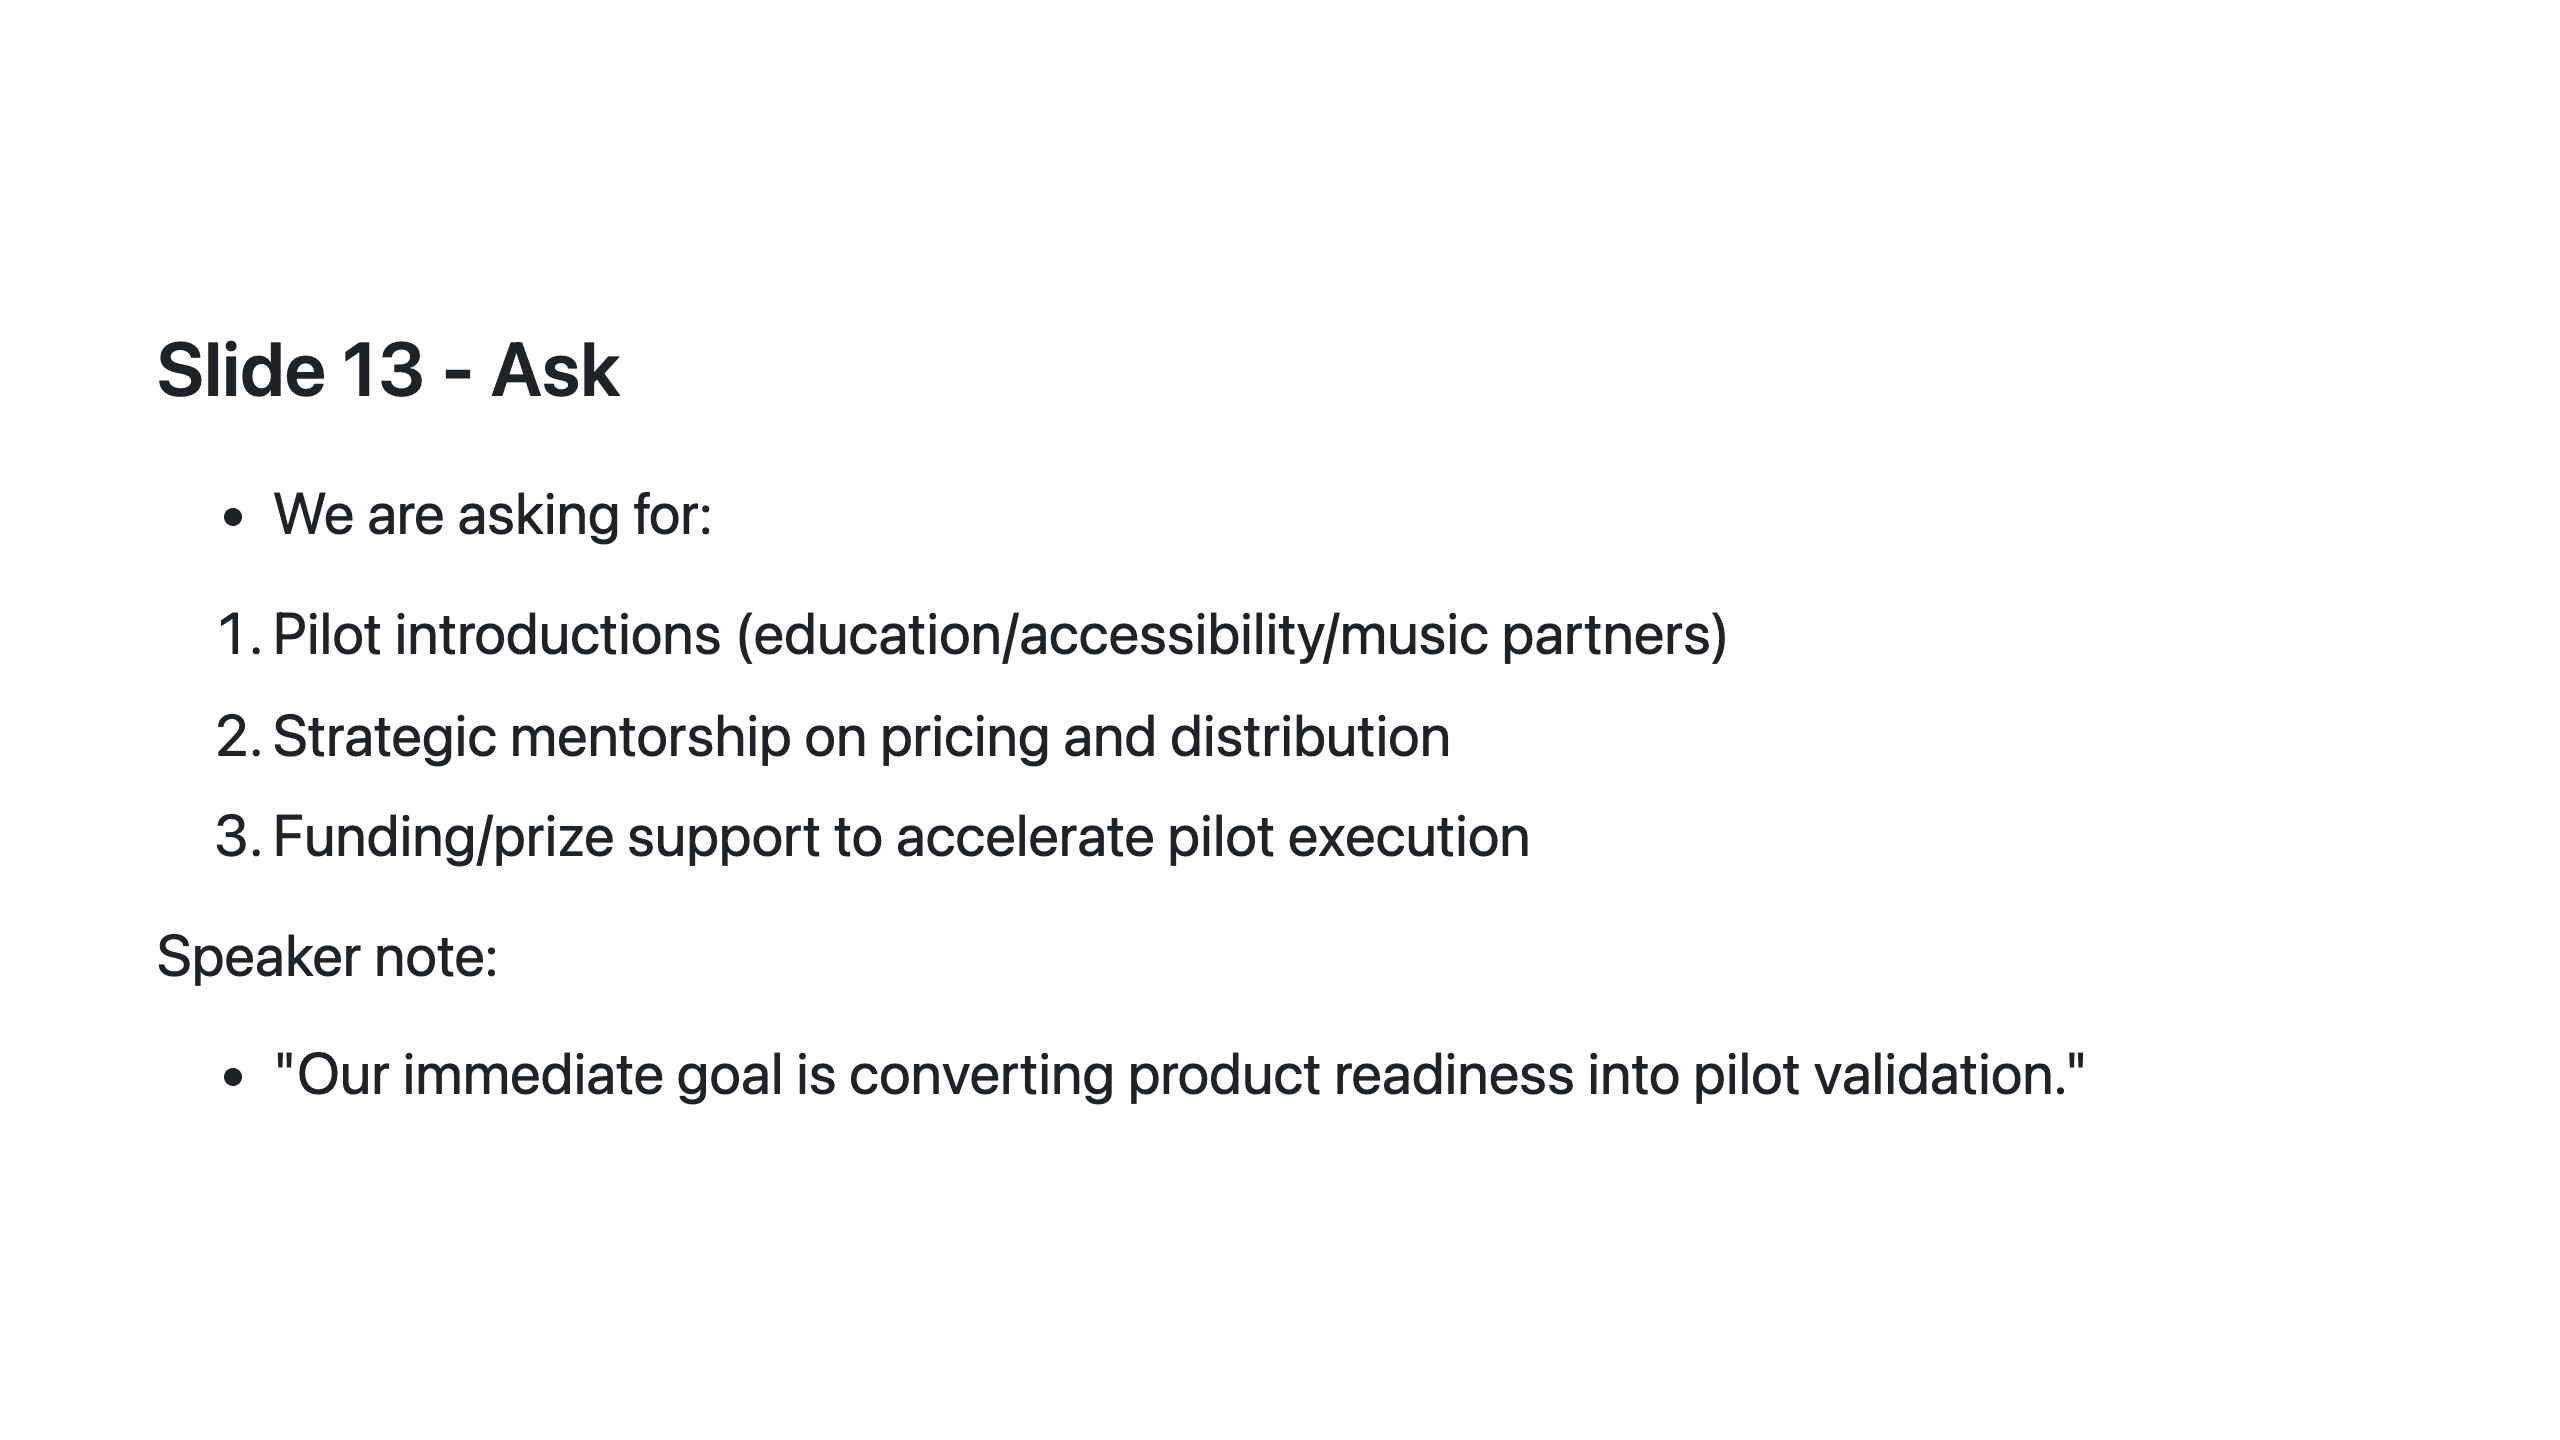 Slide 13 - Ask
• We are asking for:
1. Pilot introductions (education/accessibility/music partners)
2. Strategic mentorship on pricing and distribution
3. Funding/prize support to accelerate pilot execution
Speaker note:
• "Our immediate goal is converting product readiness into pilot validation."